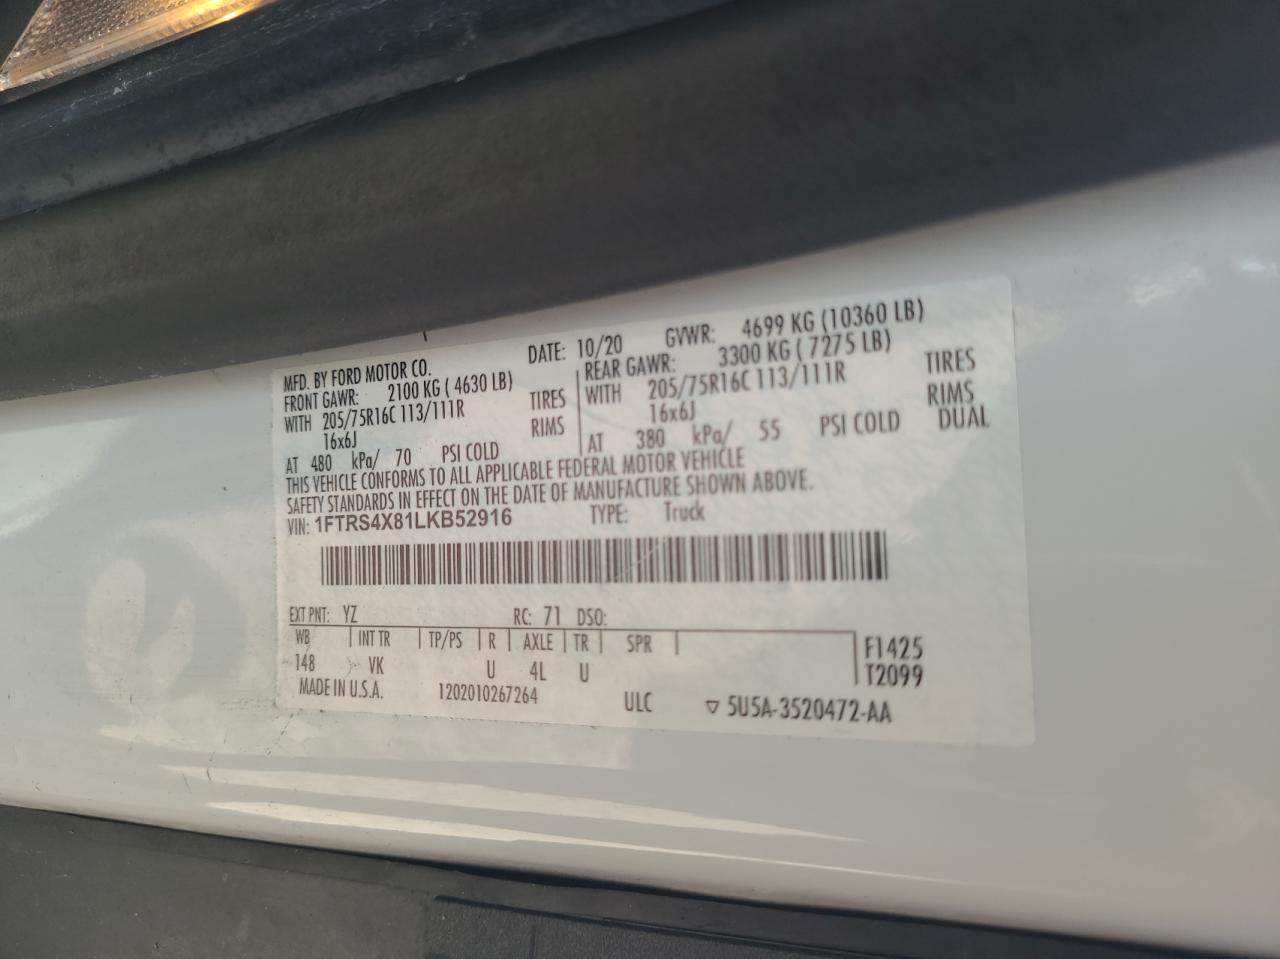 MFD. BY FORD MOTOR CO.
DATE: 10/20 GVWR: 4699 KG (10360 LB)
FRONT GAWR: 2100 KG ( 4630 LB)
REAR GAWR: 3300 KG ( 7275 LB)
WITH 205/75R16C 113/111R TIRES
WITH 205/75R16C 113/111R TIRES
16x6J RIMS
16x6J RIMS
AT 480 kPa/ 70 PSI COLD
AT 380 kPa/ 55 PSI COLD DUAL
THIS VEHICLE CONFORMS TO ALL APPLICABLE FEDERAL MOTOR VEHICLE
SAFETY STANDARDS IN EFFECT ON THE DATE OF MANUFACTURE SHOWN ABOVE.
VIN: 1FTRS4X81LKB52916 TYPE: Truck
EXT PNT: YZ RC: 71 DSO:
WB INT TR TP/PS R AXLE TR SPR F1425
148 VK U 4L U T2099
MADE IN U.S.A. 1202010267264 ULC ▽ 5U5A-3520472-AA